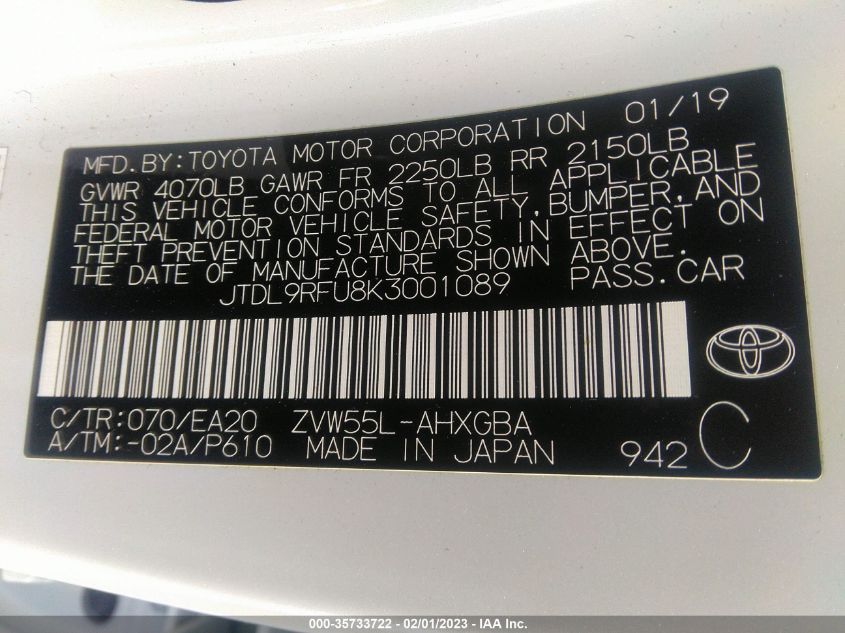 MFD.BY:TOYOTA MOTOR CORPORATION 01/19
GVWR 4070LB GAWR FR 2250LB RR 2150LB
THIS VEHICLE CONFORMS TO ALL APPLICABLE
FEDERAL MOTOR VEHICLE SAFETY,BUMPER,AND
THEFT PREVENTION STANDARDS IN EFFECT ON
THE DATE OF MANUFACTURE SHOWN ABOVE.
JTDL9RFU8K3001089 PASS.CAR
C/TR:070/EA20 ZVW55L-AHXGBA
A/TM:-02A/P610 MADE IN JAPAN 942 C
000-35733722 - 02/01/2023 - IAA Inc.